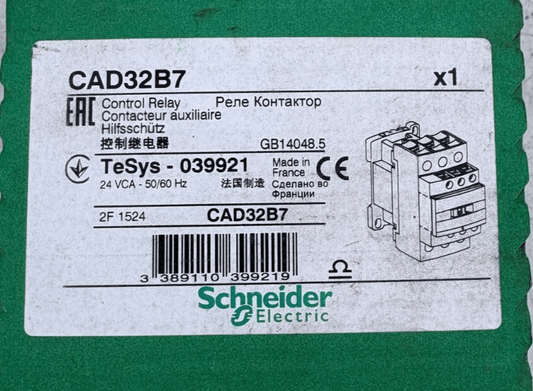 CAD32B7 x1
EAC Control Relay Реле Контактор
Contacteur auxiliaire
Hilfsschütz
控制继电器 GB14048.5
TeSys - 039921 Made in France CE
24 VCA - 50/60 Hz 法国制造 Сделано во Франции
2F 1524 CAD32B7
3 389110 399219
Schneider
Electric